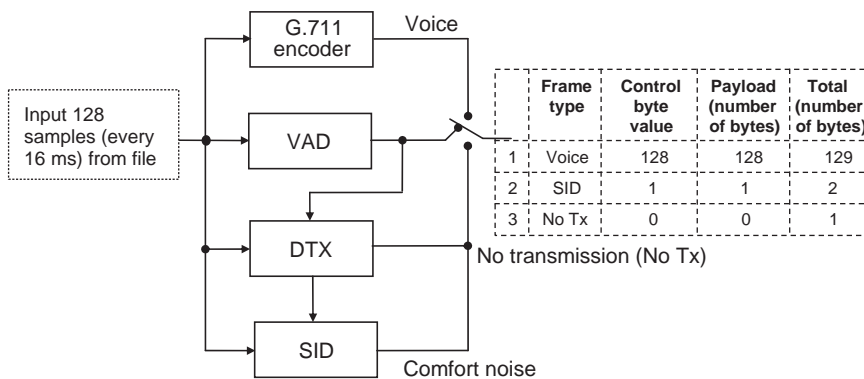 G.711
encoder
Voice
Input 128
samples (every
16 ms) from file
VAD
DTX
SID
No transmission (No Tx)
Comfort noise
Frame type Control byte value Payload (number of bytes) Total (number of bytes)
1 Voice 128 128 129
2 SID 1 1 2
3 No Tx 0 0 1